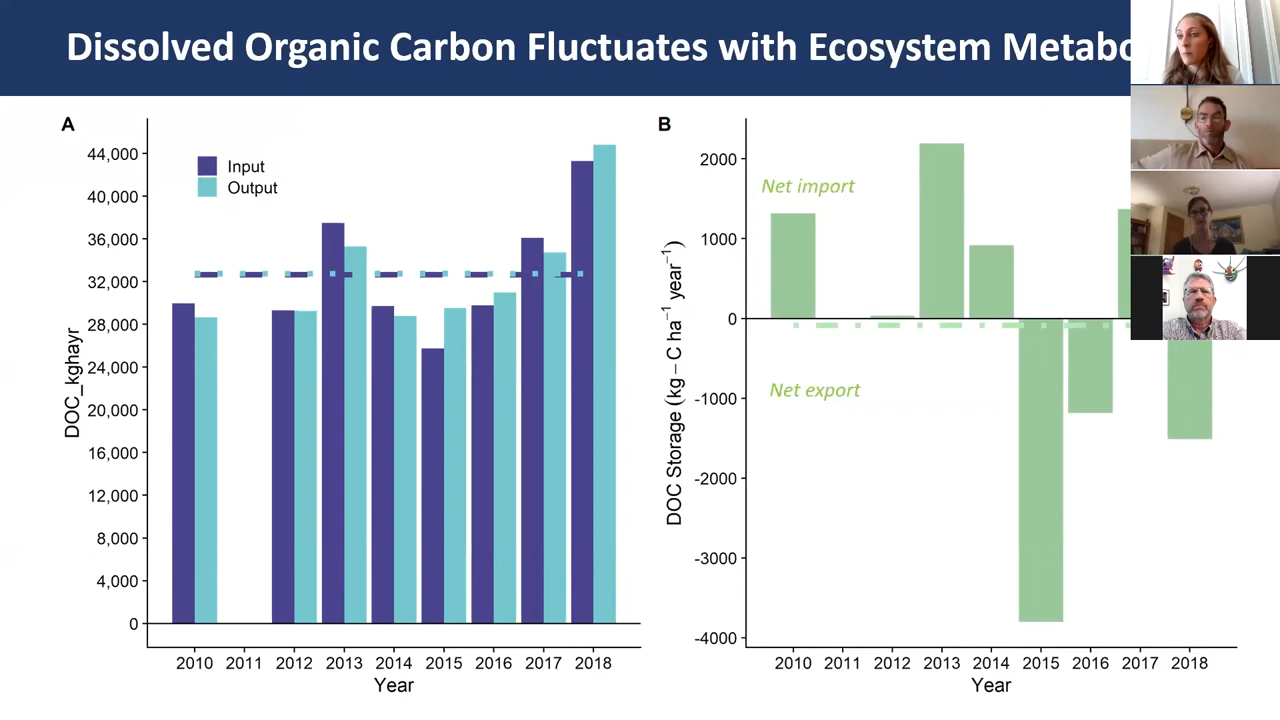 Dissolved Organic Carbon Fluctuates with Ecosystem Metabo
A
Input
Output
44,000
40,000
36,000
32,000
28,000
24,000
20,000
16,000
12,000
8,000
4,000
0
DOC_kghayr
2010 2011 2012 2013 2014 2015 2016 2017 2018
Year
B
Net import
Net export
2000
1000
0
-1000
-2000
-3000
-4000
DOC Storage (kg – C ha⁻¹ year⁻¹)
2010 2011 2012 2013 2014 2015 2016 2017 2018
Year